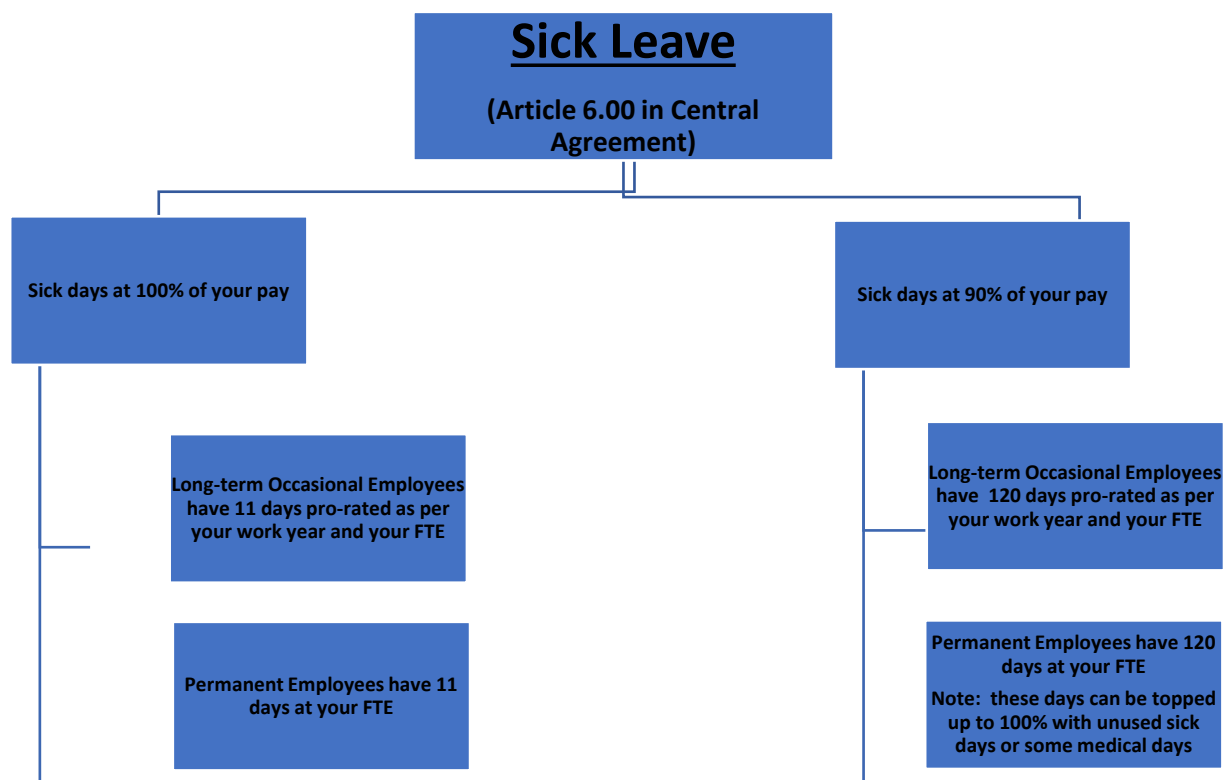 Sick Leave
(Article 6.00 in Central
Agreement)
Sick days at 100% of your pay
Sick days at 90% of your pay
Long-term Occasional Employees
have 11 days pro-rated as per
your work year and your FTE
Permanent Employees have 11
days at your FTE
Long-term Occasional Employees
have  120 days pro-rated as per
your work year and your FTE
Permanent Employees have 120
days at your FTE
Note:  these days can be topped
up to 100% with unused sick
days or some medical days